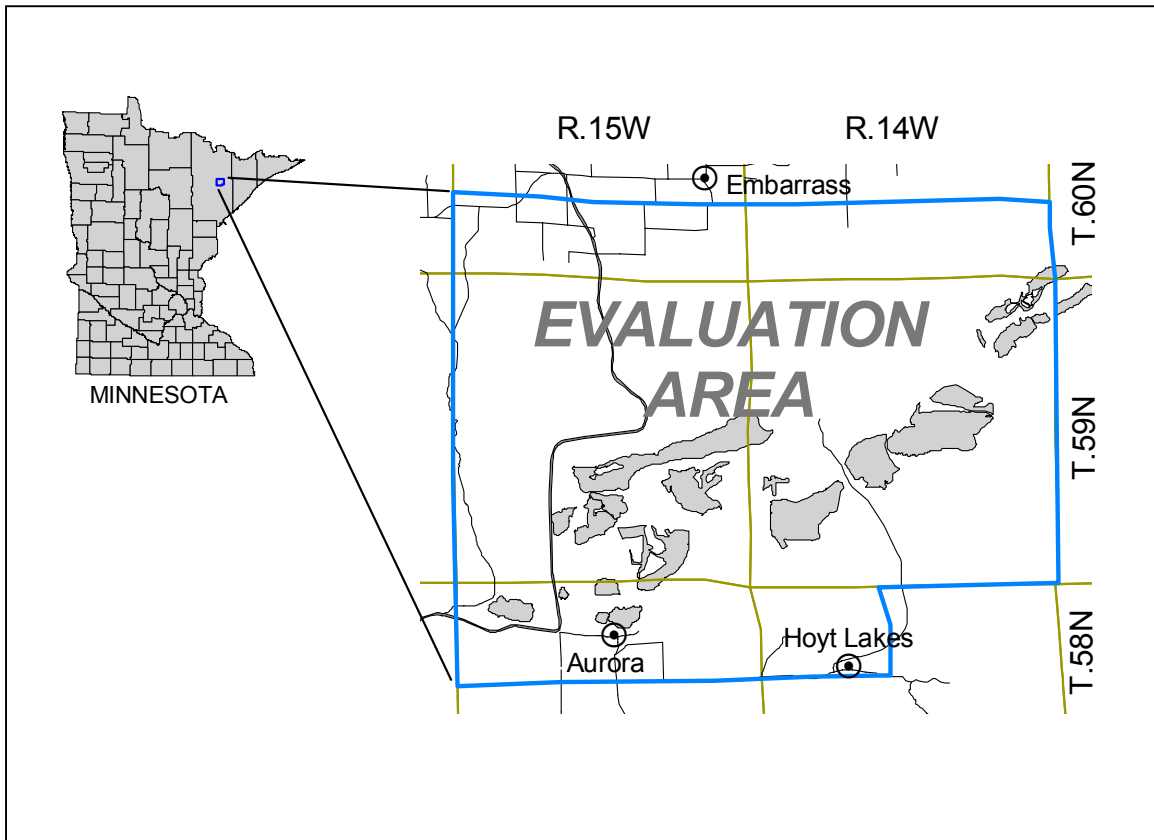 R.15W
R.14W
T.60N
Embarrass
MINNESOTA
EVALUATION
AREA
T.59N
T.58N
Hoyt Lakes
Aurora